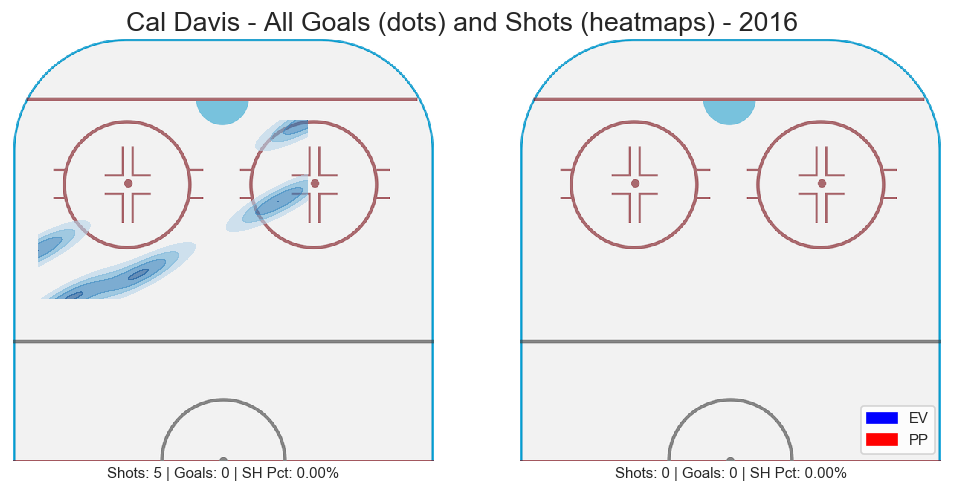 Cal Davis - All Goals (dots) and Shots (heatmaps) - 2016
EV
PP
Shots: 5 | Goals: 0 | SH Pct: 0.00%
Shots: 0 | Goals: 0 | SH Pct: 0.00%